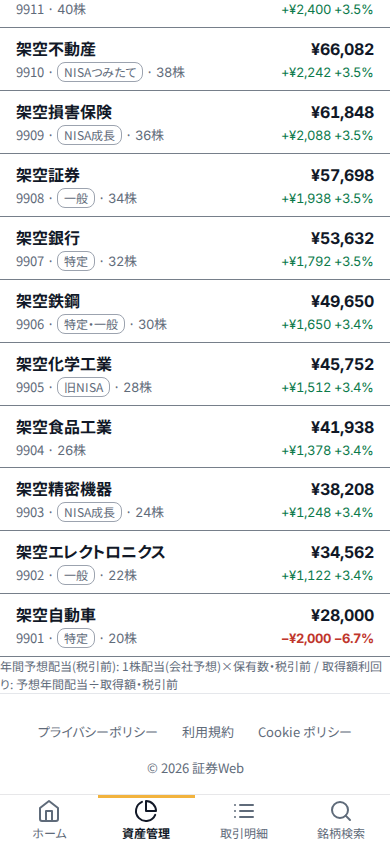 9911 · 40株 +¥2,400 +3.5%
架空不動産 ¥66,082
9910 · NISAつみたて · 38株 +¥2,242 +3.5%
架空損害保険 ¥61,848
9909 · NISA成長 · 36株 +¥2,088 +3.5%
架空証券 ¥57,698
9908 · 一般 · 34株 +¥1,938 +3.5%
架空銀行 ¥53,632
9907 · 特定 · 32株 +¥1,792 +3.5%
架空鉄鋼 ¥49,650
9906 · 特定・一般 · 30株 +¥1,650 +3.4%
架空化学工業 ¥45,752
9905 · 旧NISA · 28株 +¥1,512 +3.4%
架空食品工業 ¥41,938
9904 · 26株 +¥1,378 +3.4%
架空精密機器 ¥38,208
9903 · NISA成長 · 24株 +¥1,248 +3.4%
架空エレクトロニクス ¥34,562
9902 · 一般 · 22株 +¥1,122 +3.4%
架空自動車 ¥28,000
9901 · 特定 · 20株 −¥2,000 −6.7%
年間予想配当(税引前): 1株配当(会社予想)×保有数・税引前 / 取得額利回
り: 予想年間配当÷取得額・税引前
プライバシーポリシー 利用規約 Cookie ポリシー
© 2026 証券Web
ホーム 資産管理 取引明細 銘柄検索